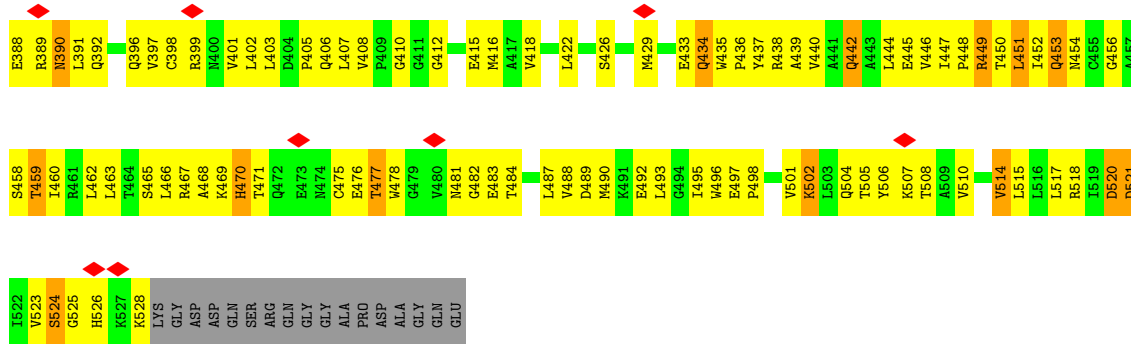 E388 R389 N390 L391 Q392 Q396 V397 C398 R399 N400 V401 L402 L403 D404 P405 Q406 L407 V408 P409 G410 G411 G412 E415 M416 A417 V418 L422 S426 M429 E433 Q434 W435 P436 Y437 R438 A439 V440 A441 Q442 A443 L444 E445 V446 I447 P448 R449 T450 L451 I452 Q453 N454 C455 G456 A457
S458 T459 I460 R461 L462 L463 T464 S465 L466 R467 A468 K469 H470 T471 Q472 E473 N474 C475 E476 T477 W478 G479 V480 N481 G482 E483 T484 L487 V488 D489 M490 K491 E492 L493 G494 I495 W496 E497 P498 V501 K502 L503 Q504 T505 Y506 K507 T508 A509 V510 V514 L515 L516 L517 R518 I519 D520 D521
I522 V523 S524 G525 H526 K527 K528 LYS GLY ASP ASP GLN SER ARG GLN GLY GLY ALA PRO ASP ALA GLY GLN GLU